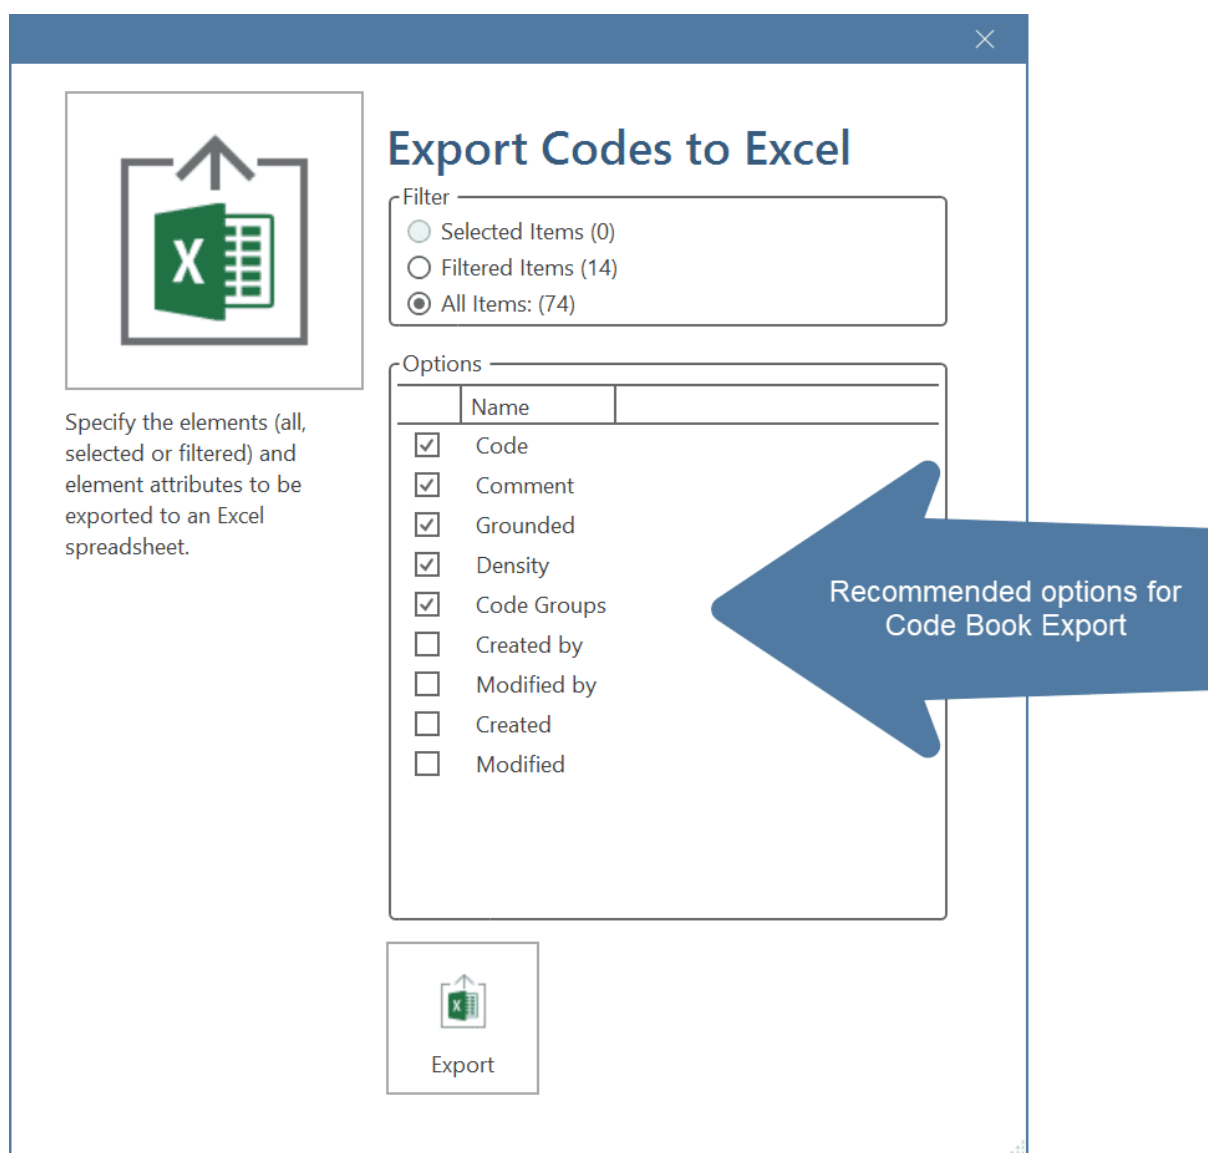 Export Codes to Excel
Filter
Selected Items (0)
Filtered Items (14)
All Items: (74)
Specify the elements (all,
selected or filtered) and
element attributes to be
exported to an Excel
spreadsheet.
Options
Name
Code
Comment
Grounded
Density
Code Groups
Created by
Modified by
Created
Modified
Recommended options for
Code Book Export
Export